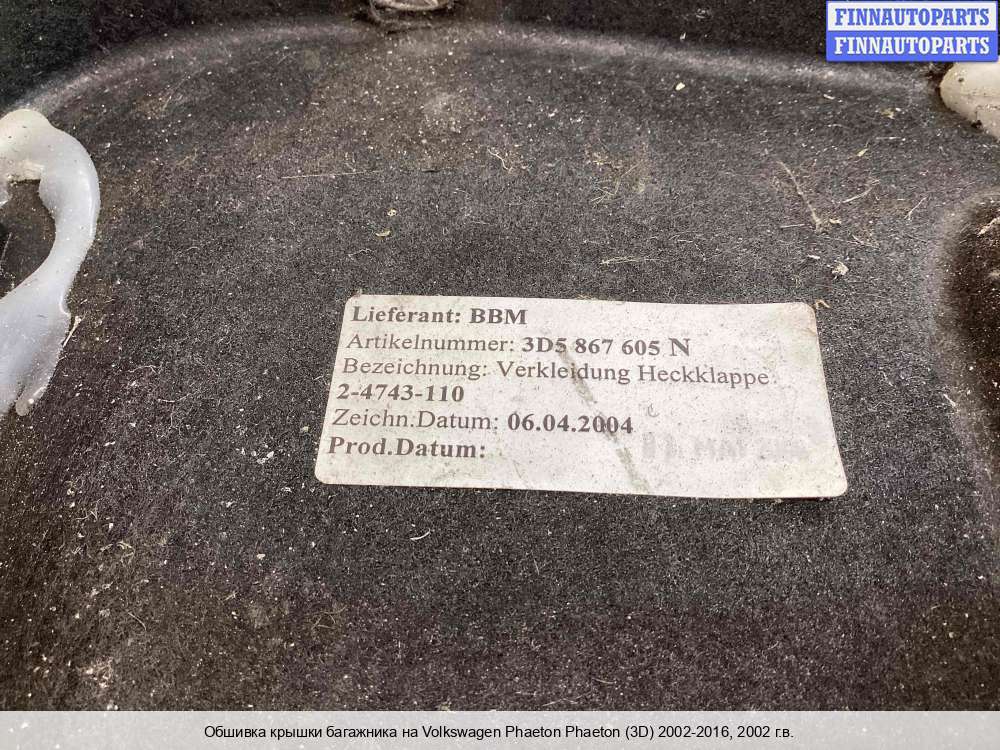 FINNAUTOPARTS
FINNAUTOPARTS
Lieferant: BBM
Artikelnummer: 3D5 867 605 N
Bezeichnung: Verkleidung Heckklappe
2-4743-110
Zeichn.Datum: 06.04.2004
Prod.Datum:
Обшивка крышки багажника на Volkswagen Phaeton Phaeton (3D) 2002-2016, 2002 г.в.